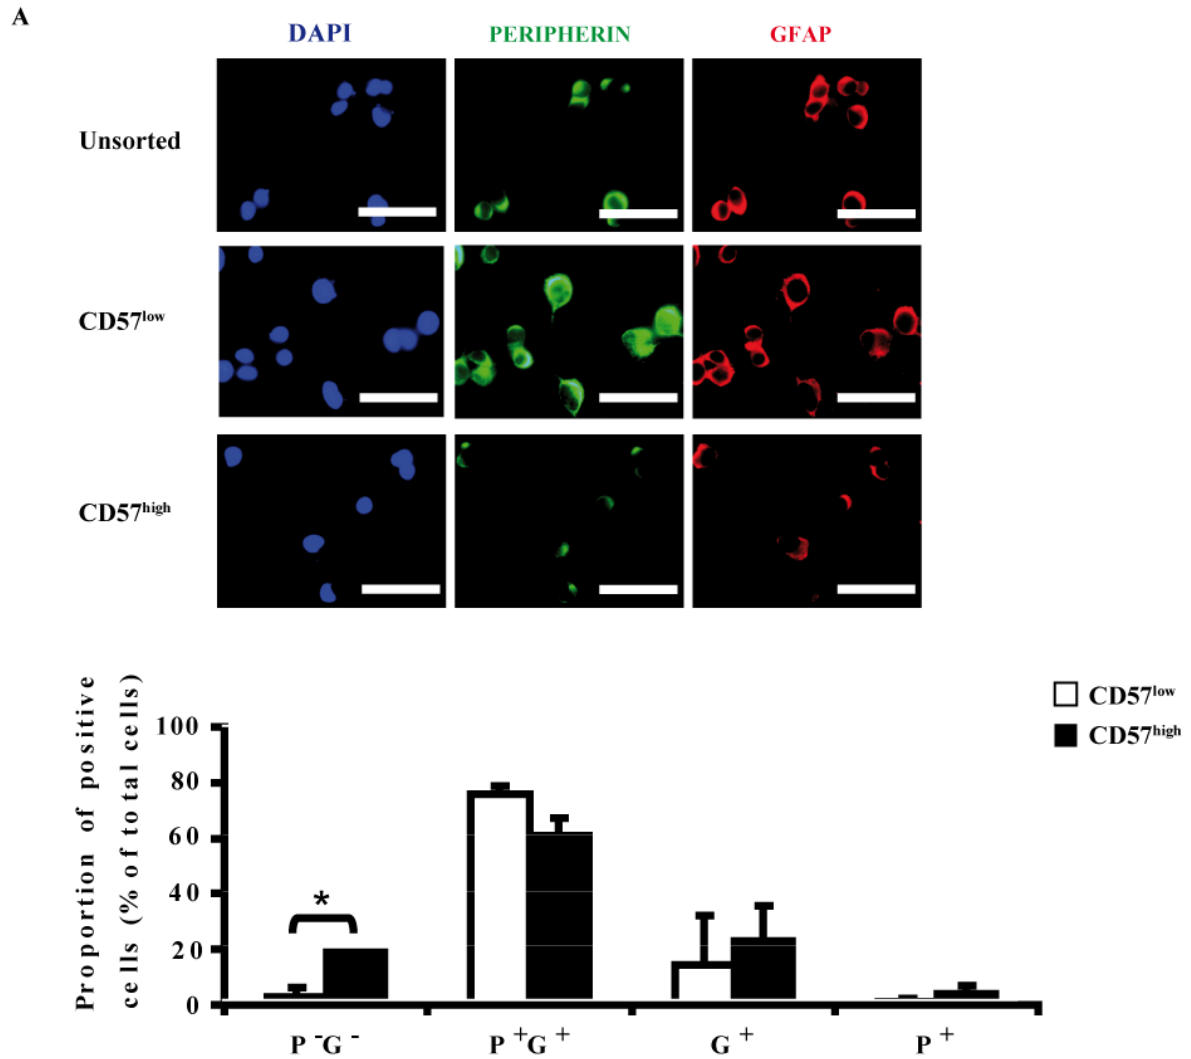 A
DAPI PERIPHERIN GFAP
Unsorted
CD57low
CD57high
CD57low
CD57high
Proportion of positive
cells (% of total cells)
100
80
60
40
20
0
*
P-G- P+G+ G+ P+